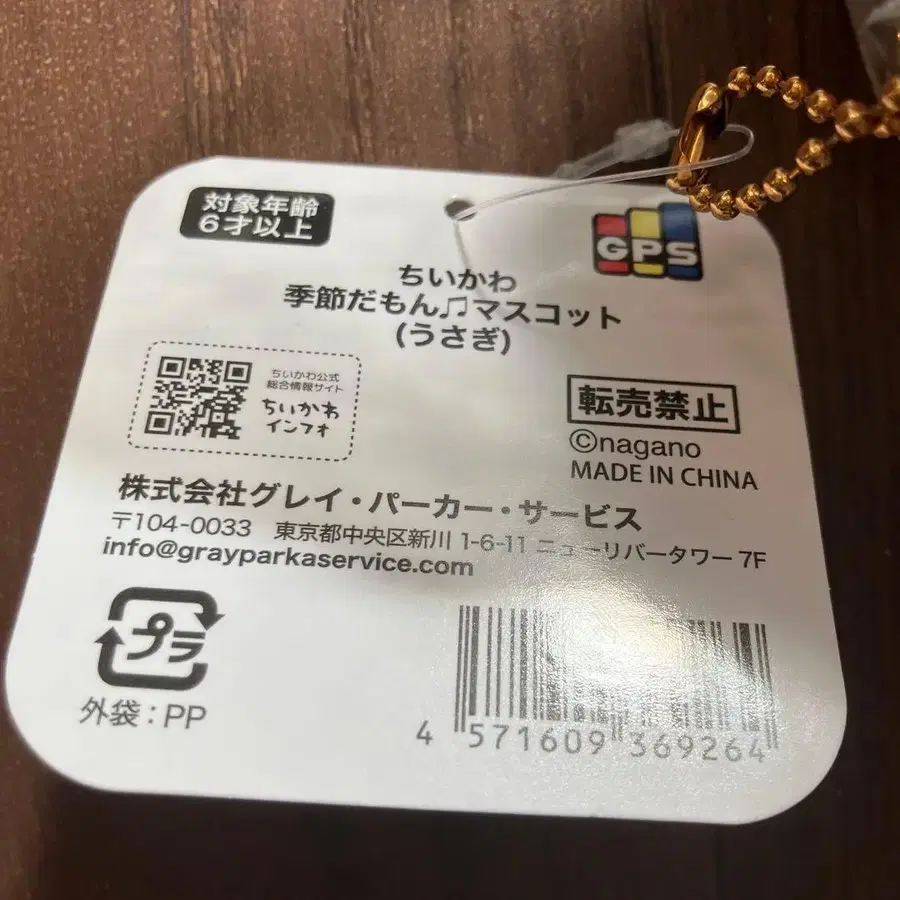 対象年齢
6才以上
GPS
ちいかわ
季節だもん♫マスコット
(うさぎ)
ちいかわ公式
総合情報サイト
ちいかわ
インフォ
転売禁止
©nagano
MADE IN CHINA
株式会社グレイ・パーカー・サービス
〒104-0033 東京都中央区新川 1-6-11 ニューリバータワー 7F
info@grayparkaservice.com
プラ
外袋：PP
4 571609 369264